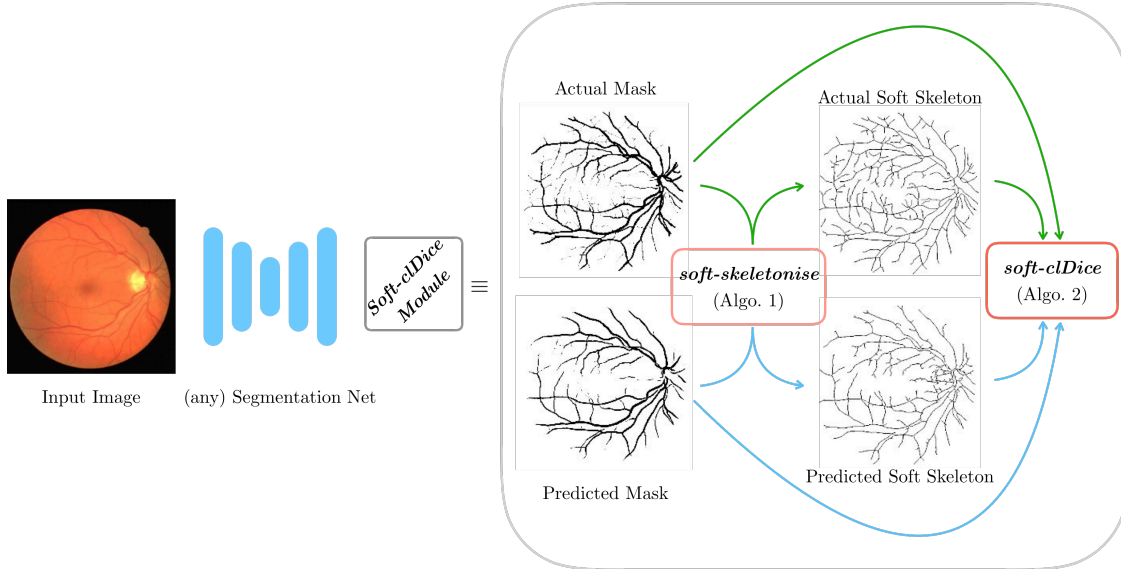 Input Image
(any) Segmentation Net
Soft-clDice
Module
≡
Actual Mask
Actual Soft Skeleton
soft-skeletonise
(Algo. 1)
soft-clDice
(Algo. 2)
Predicted Mask
Predicted Soft Skeleton